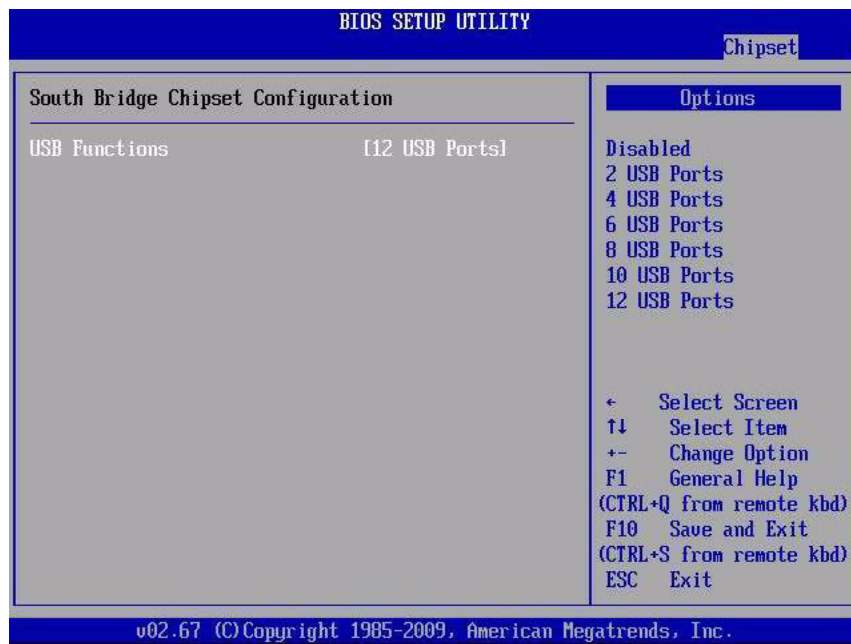 BIOS SETUP UTILITY
Chipset
South Bridge Chipset Configuration
USB Functions [12 USB Ports]
Options
Disabled
2 USB Ports
4 USB Ports
6 USB Ports
8 USB Ports
10 USB Ports
12 USB Ports
← Select Screen
↑↓ Select Item
+- Change Option
F1 General Help
(CTRL+Q from remote kbd)
F10 Save and Exit
(CTRL+S from remote kbd)
ESC Exit
v02.67 (C)Copyright 1985-2009, American Megatrends, Inc.